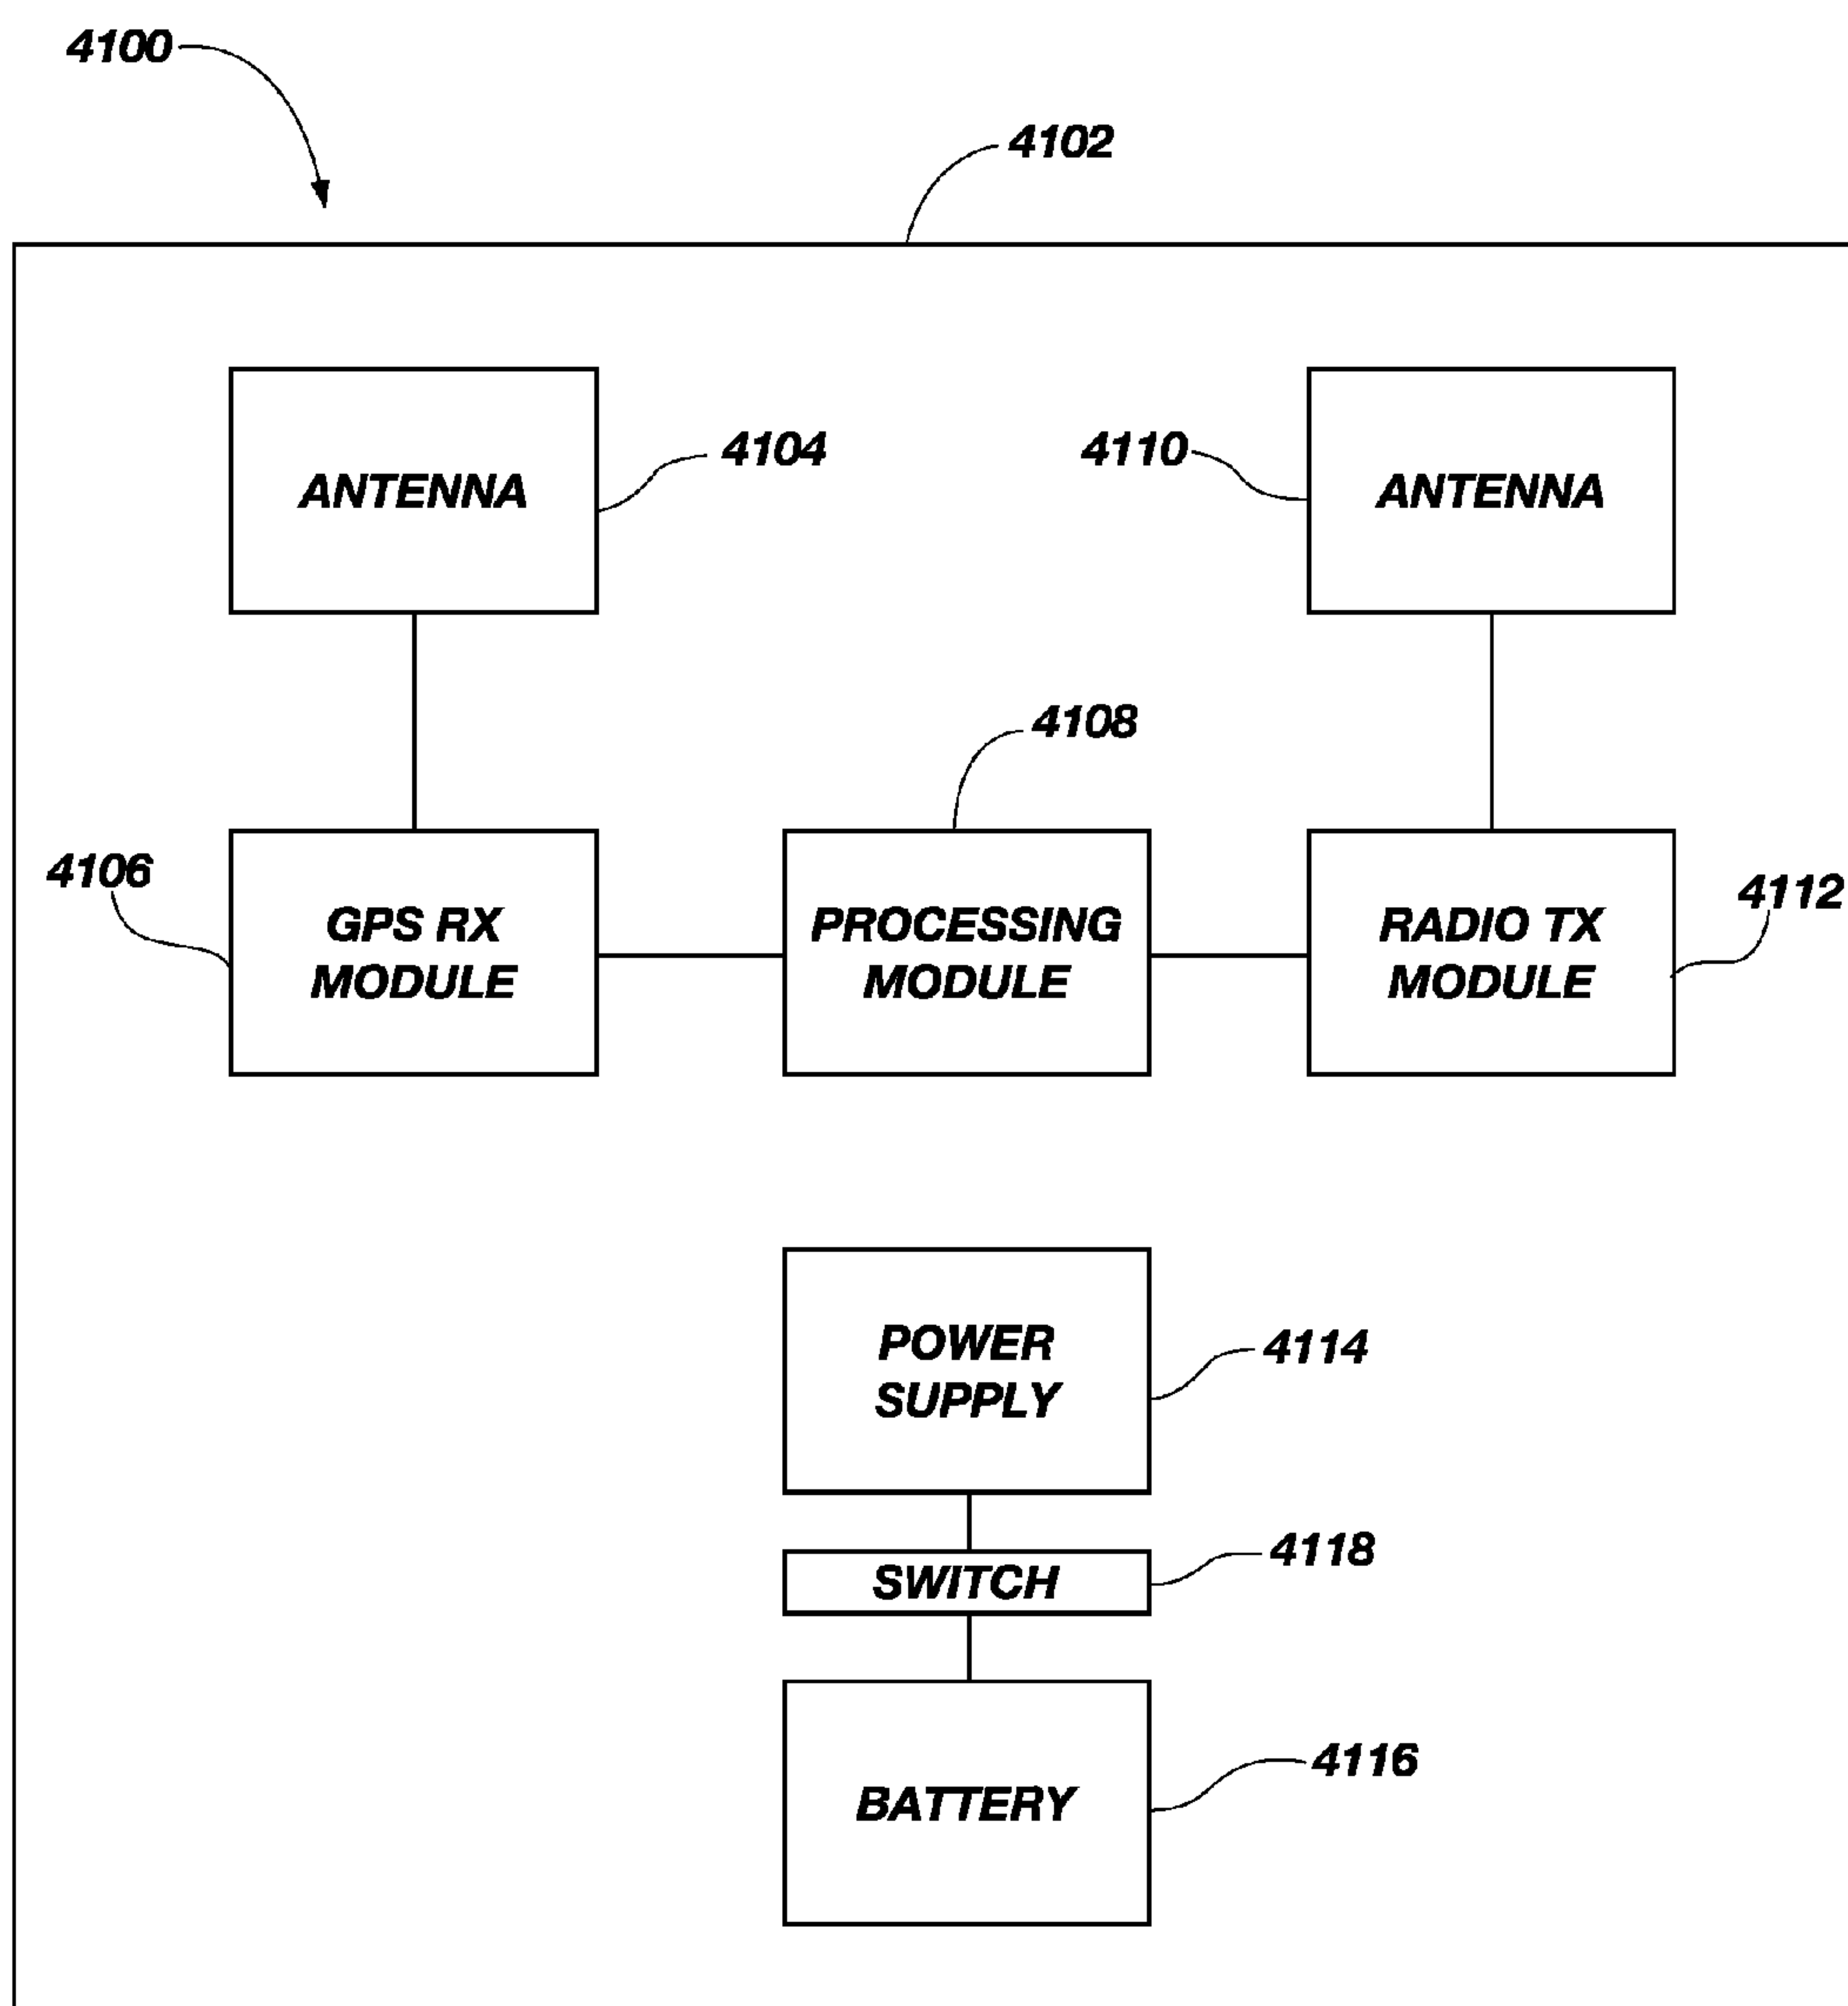 4100
4102
ANTENNA
4104
4110
ANTENNA
4108
4106
GPS RX
MODULE
PROCESSING
MODULE
RADIO TX
MODULE
4112
POWER
SUPPLY
4114
SWITCH
4118
BATTERY
4116